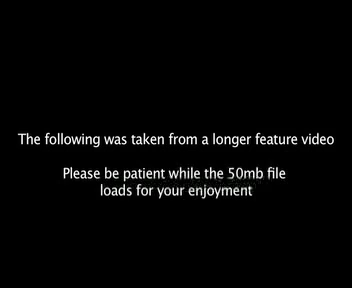 The following was taken from a longer feature video
Please be patient while the 50mb file
loads for your enjoyment